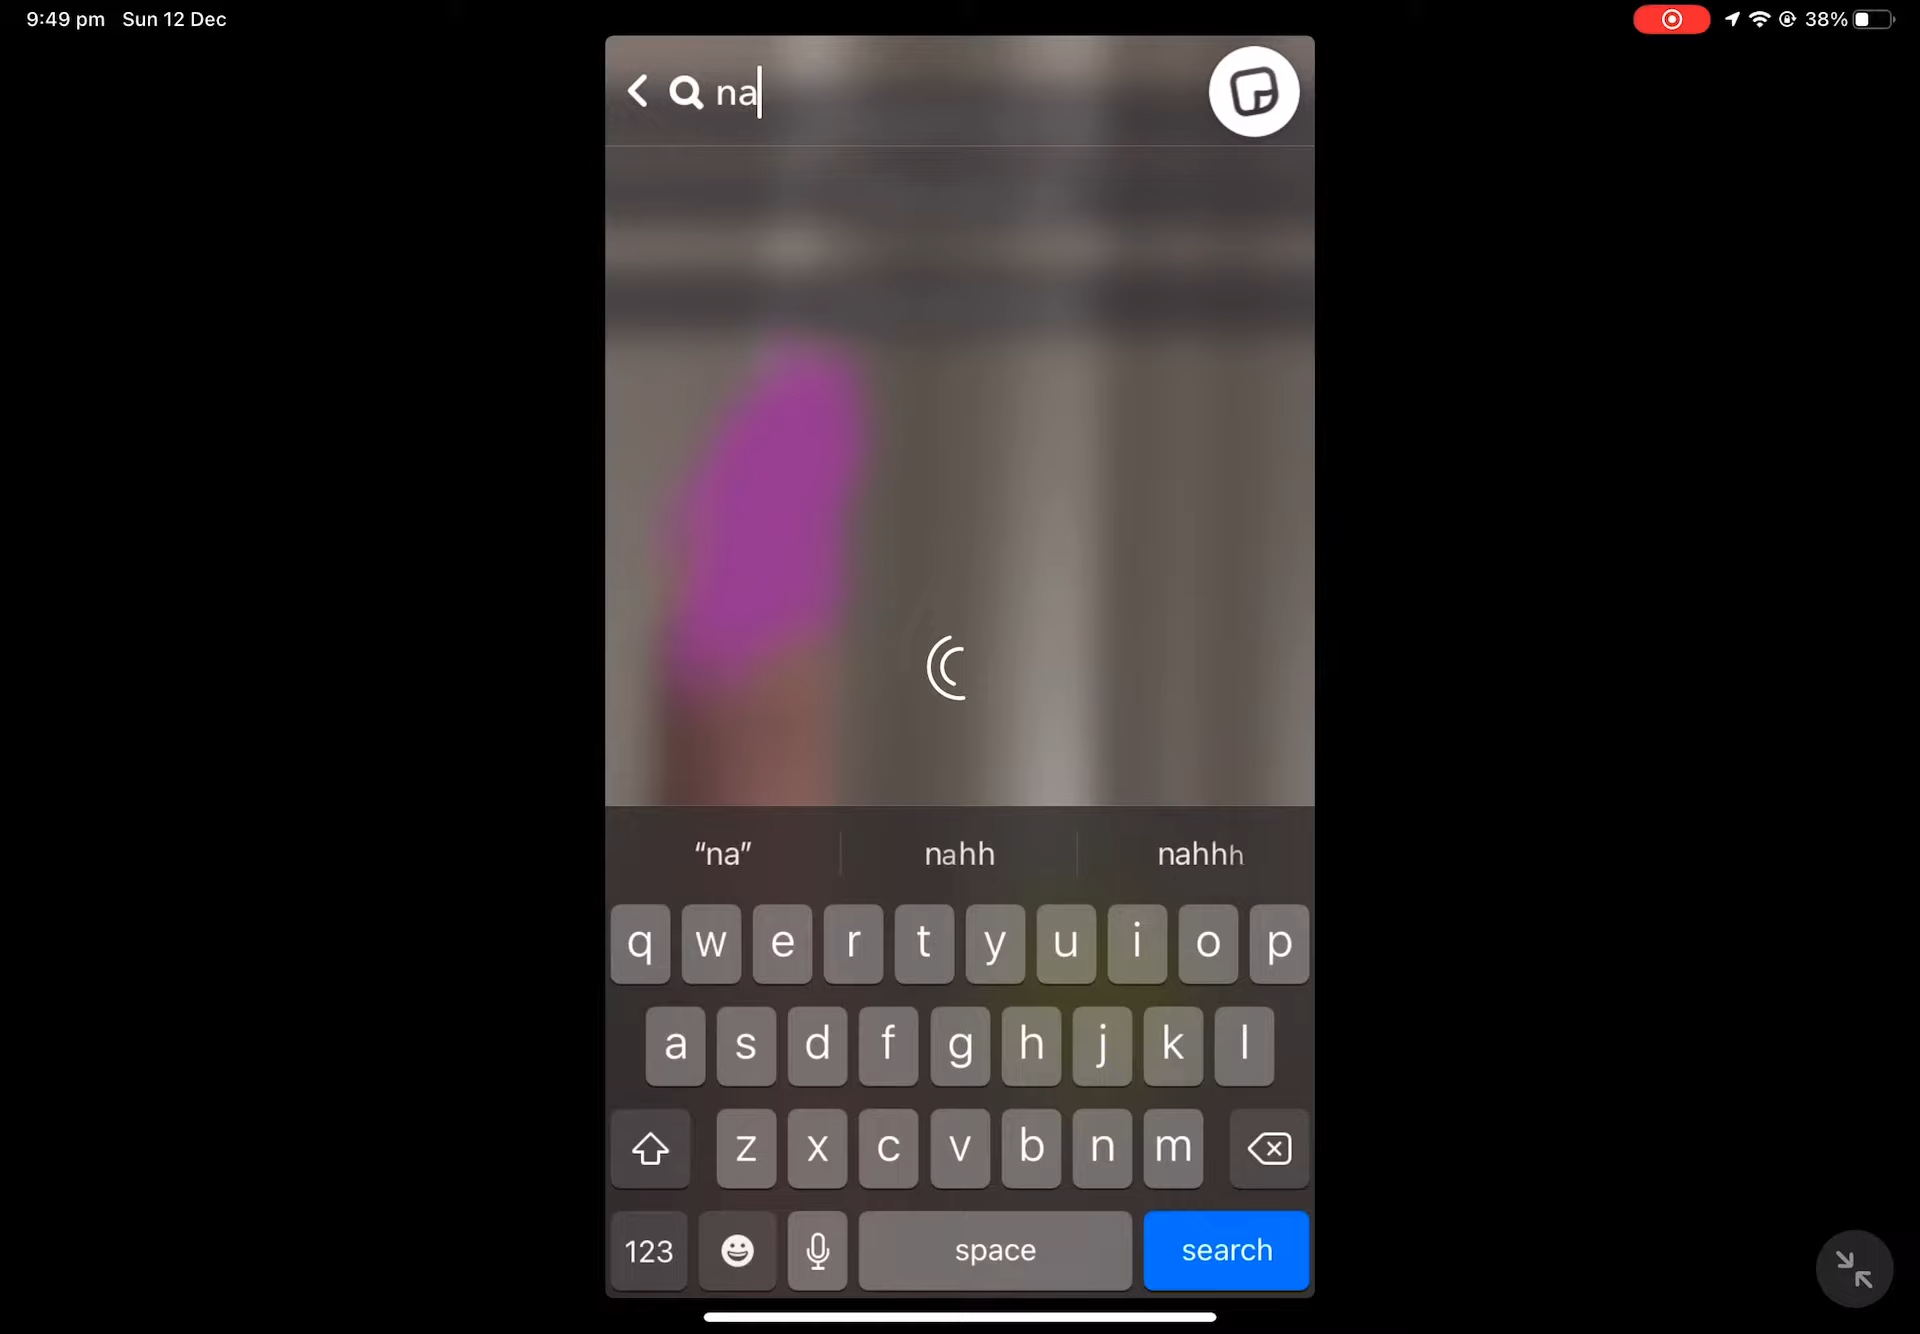 9:49 pm Sun 12 Dec
38%
na
“na” nahh nahhh
q w e r t y u i o p
a s d f g h j k l
z x c v b n m
123 space search